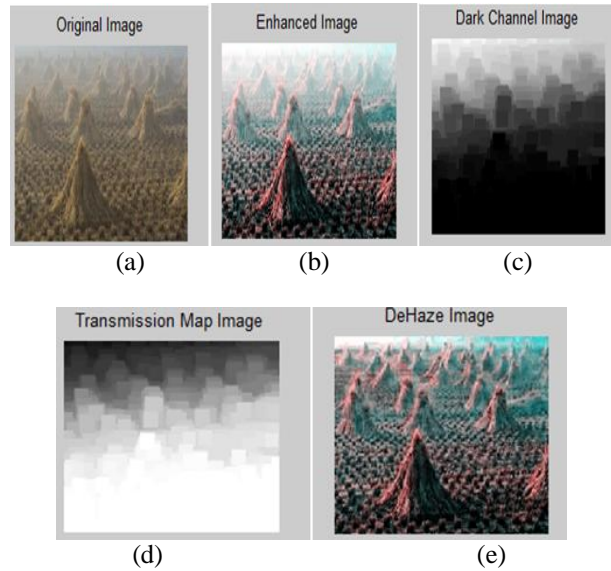 Original Image
Enhanced Image
Dark Channel Image
(a)
(b)
(c)
Transmission Map Image
DeHaze Image
(d)
(e)